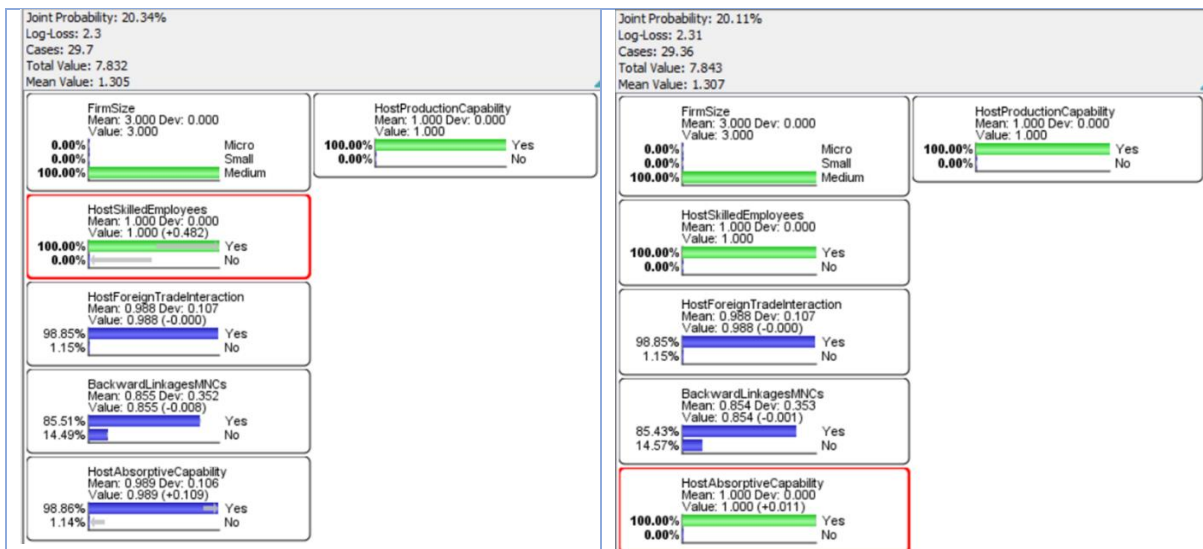 Joint Probability: 20.34%
Log-Loss: 2.3
Cases: 29.7
Total Value: 7.832
Mean Value: 1.305
FirmSize
Mean: 3.000 Dev: 0.000
Value: 3.000
0.00% Micro
0.00% Small
100.00% Medium
HostProductionCapability
Mean: 1.000 Dev: 0.000
Value: 1.000
100.00% Yes
0.00% No
HostSkilledEmployees
Mean: 1.000 Dev: 0.000
Value: 1.000 (+0.482)
100.00% Yes
0.00% No
HostForeignTradeInteraction
Mean: 0.988 Dev: 0.107
Value: 0.988 (-0.000)
98.85% Yes
1.15% No
BackwardLinkagesMNCs
Mean: 0.855 Dev: 0.352
Value: 0.855 (-0.008)
85.51% Yes
14.49% No
HostAbsorptiveCapability
Mean: 0.989 Dev: 0.106
Value: 0.989 (+0.109)
98.86% Yes
1.14% No
Joint Probability: 20.11%
Log-Loss: 2.31
Cases: 29.36
Total Value: 7.843
Mean Value: 1.307
FirmSize
Mean: 3.000 Dev: 0.000
Value: 3.000
0.00% Micro
0.00% Small
100.00% Medium
HostProductionCapability
Mean: 1.000 Dev: 0.000
Value: 1.000
100.00% Yes
0.00% No
HostSkilledEmployees
Mean: 1.000 Dev: 0.000
Value: 1.000
100.00% Yes
0.00% No
HostForeignTradeInteraction
Mean: 0.988 Dev: 0.107
Value: 0.988 (-0.000)
98.85% Yes
1.15% No
BackwardLinkagesMNCs
Mean: 0.854 Dev: 0.353
Value: 0.854 (-0.001)
85.43% Yes
14.57% No
HostAbsorptiveCapability
Mean: 1.000 Dev: 0.000
Value: 1.000 (+0.011)
100.00% Yes
0.00% No